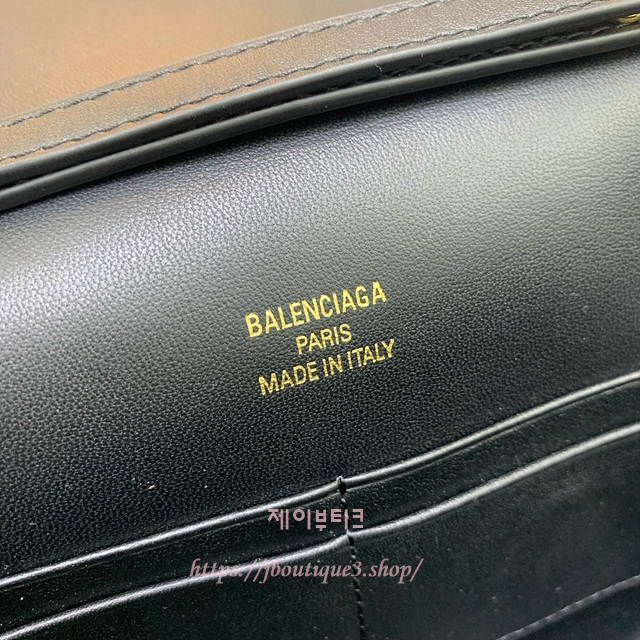 BALENCIAGA
PARIS
MADE IN ITALY
제이부티크
https://jboutique3.shop/